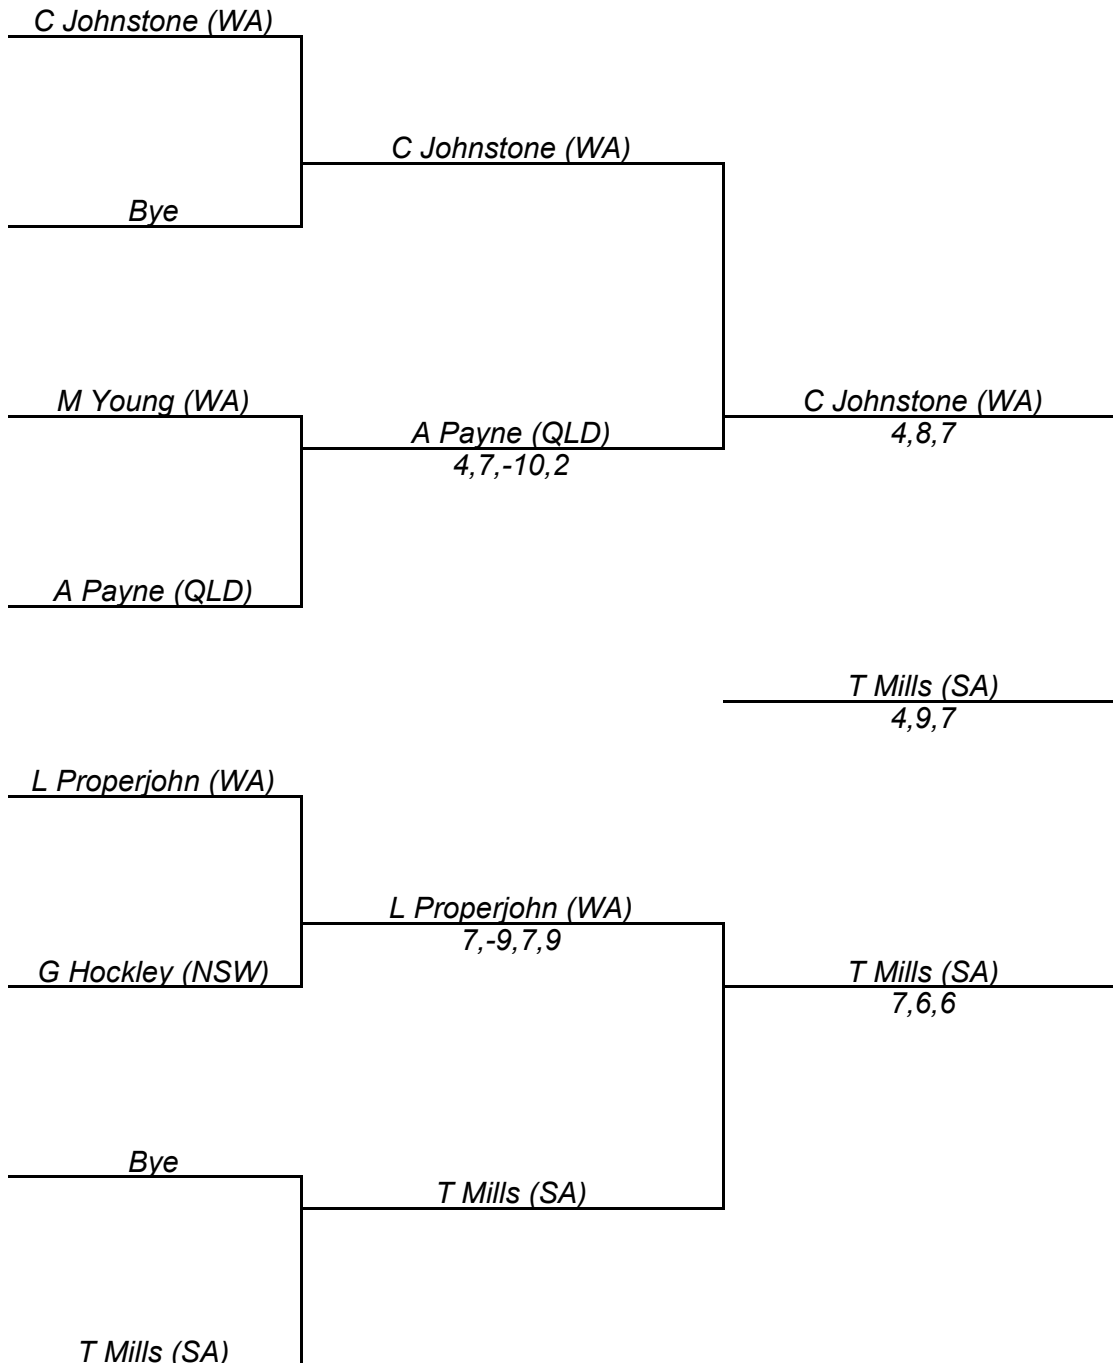 C Johnstone (WA)
C Johnstone (WA)
Bye
M Young (WA)
C Johnstone (WA)
A Payne (QLD)
4,8,7
4,7,-10,2
A Payne (QLD)
T Mills (SA)
4,9,7
L Properjohn (WA)
L Properjohn (WA)
7,-9,7,9
G Hockley (NSW)
T Mills (SA)
7,6,6
Bye
T Mills (SA)
T Mills (SA)